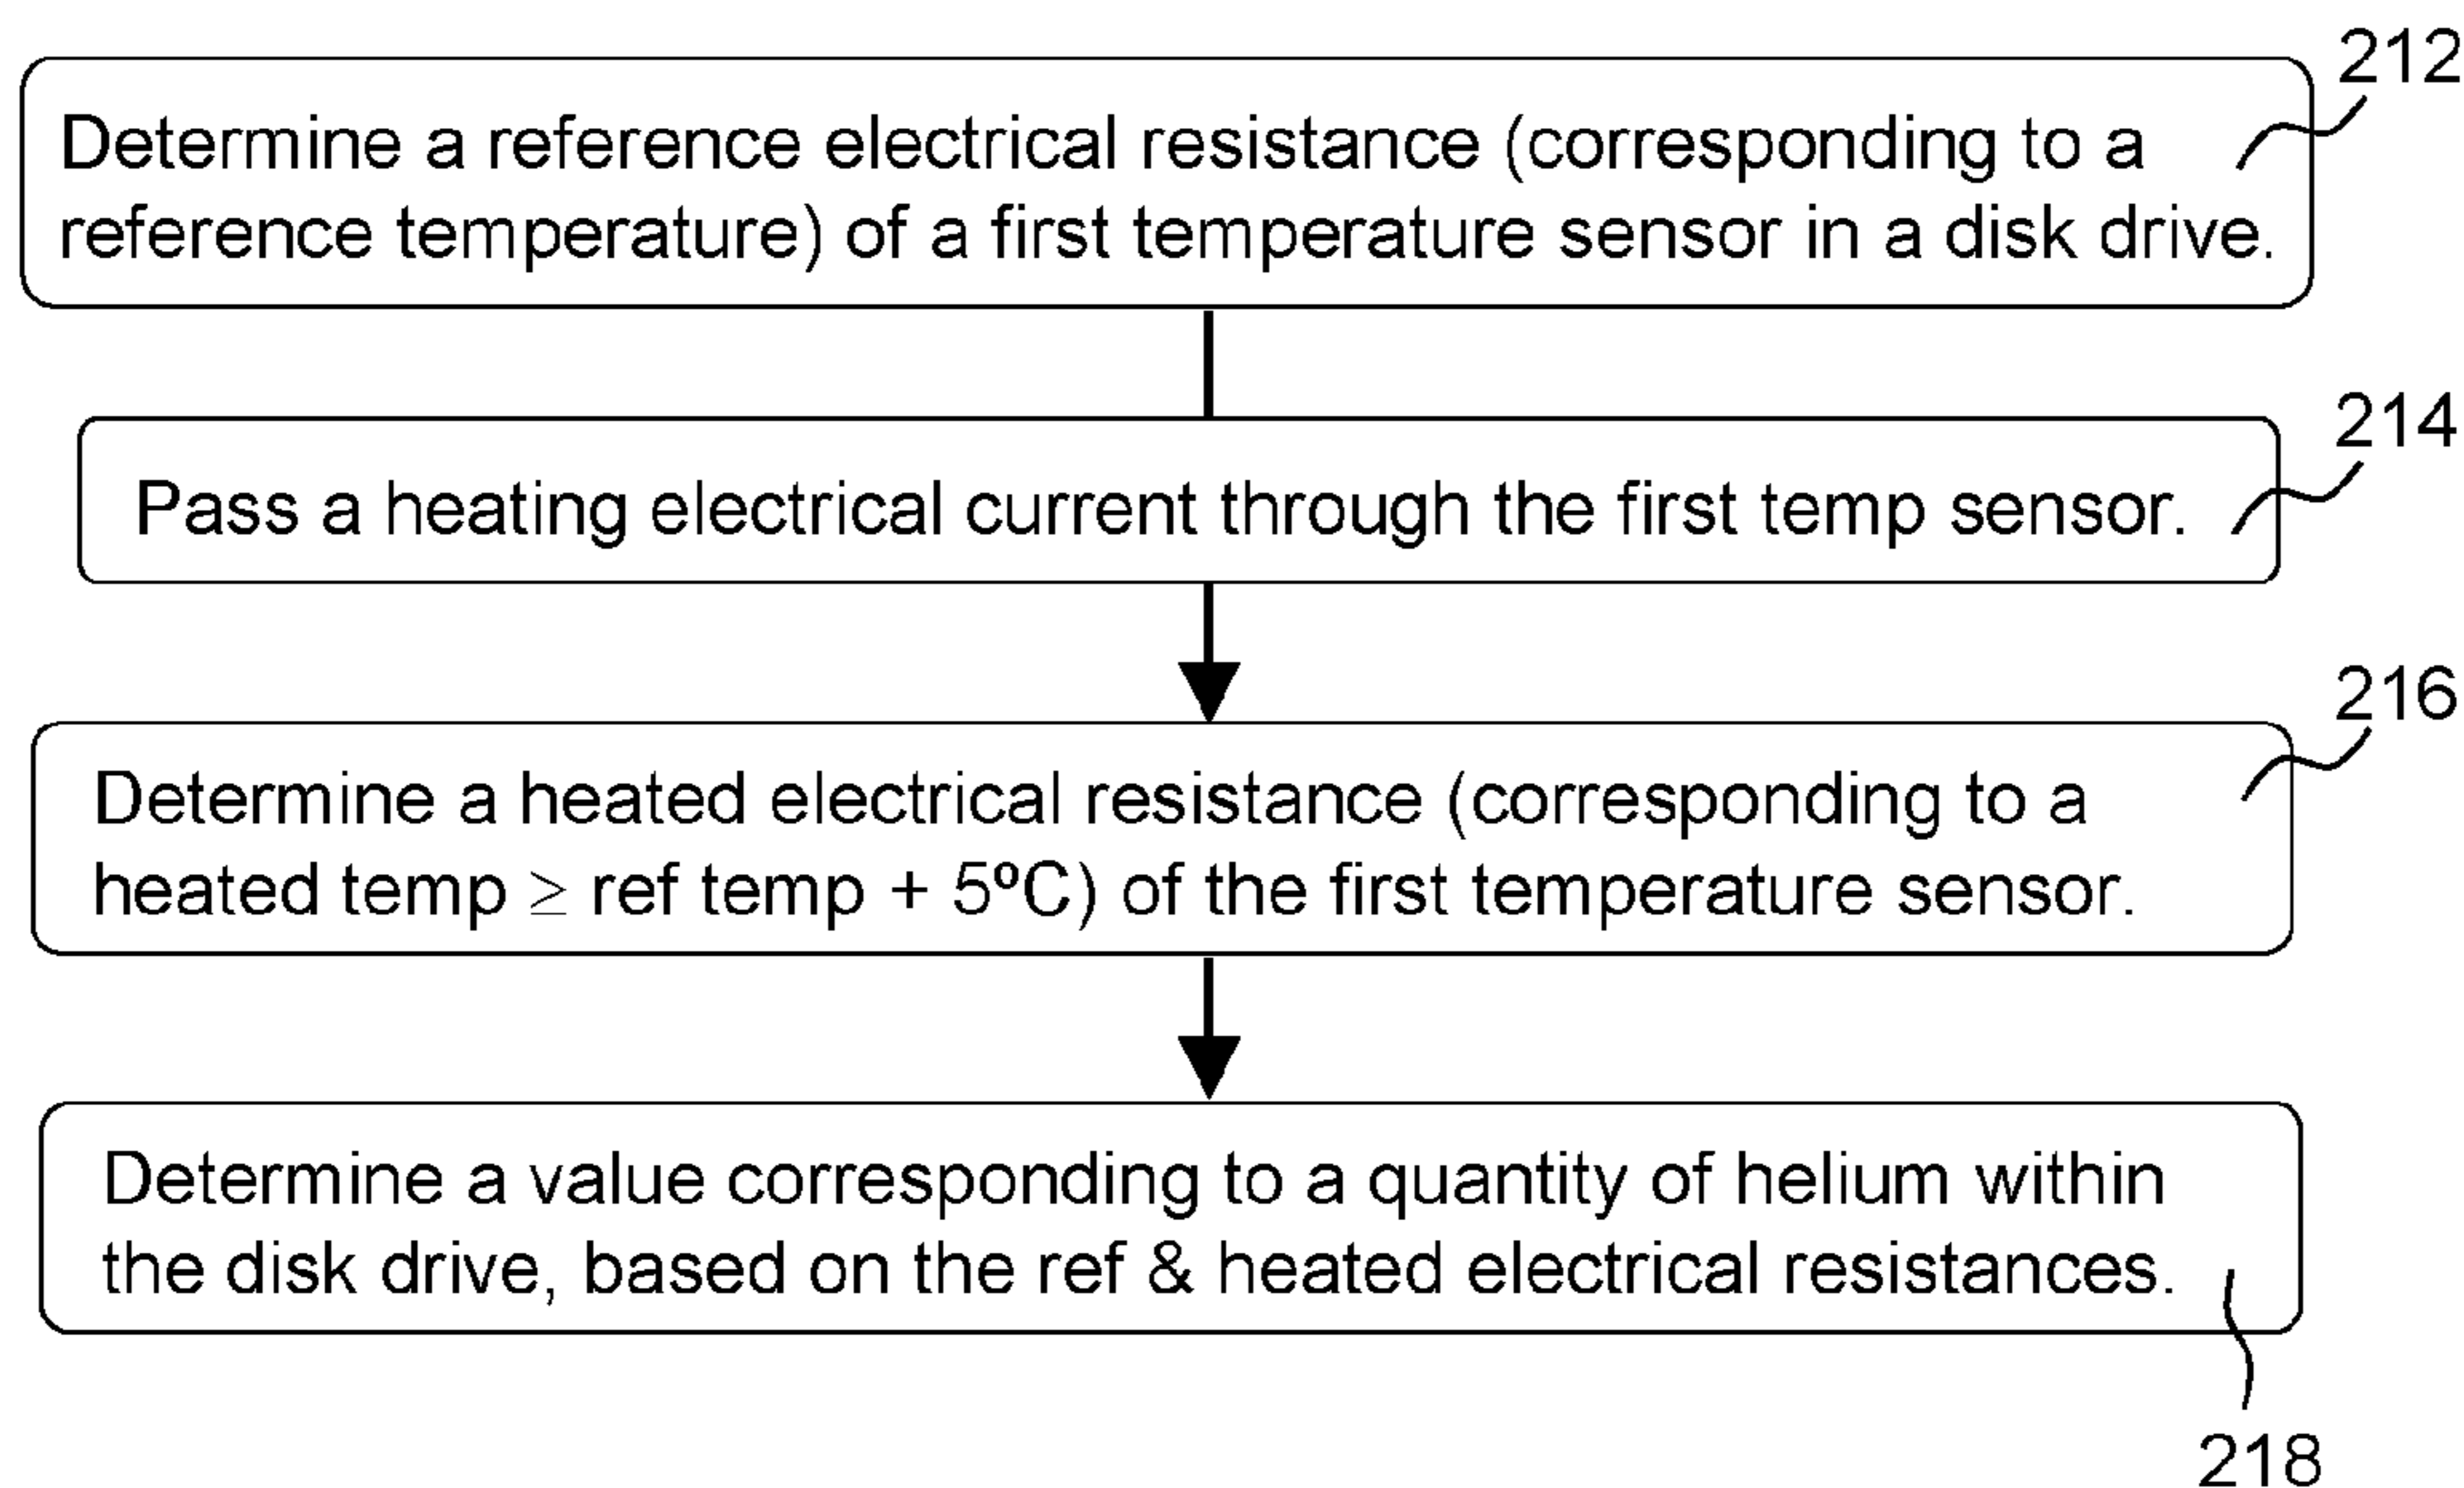 212
Determine a reference electrical resistance (corresponding to a
reference temperature) of a first temperature sensor in a disk drive.
214
Pass a heating electrical current through the first temp sensor.
216
Determine a heated electrical resistance (corresponding to a
heated temp ≥ ref temp + 5ºC) of the first temperature sensor.
Determine a value corresponding to a quantity of helium within
the disk drive, based on the ref & heated electrical resistances.
218